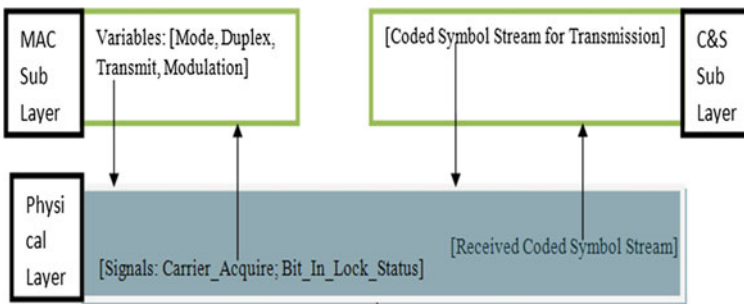 MAC
Sub
Layer
Variables: [Mode, Duplex,
Transmit, Modulation]
[Coded Symbol Stream for Transmission]
C&S
Sub
Layer
Physi
cal
Layer
[Signals: Carrier_Acquire; Bit_In_Lock_Status]
[Received Coded Symbol Stream]